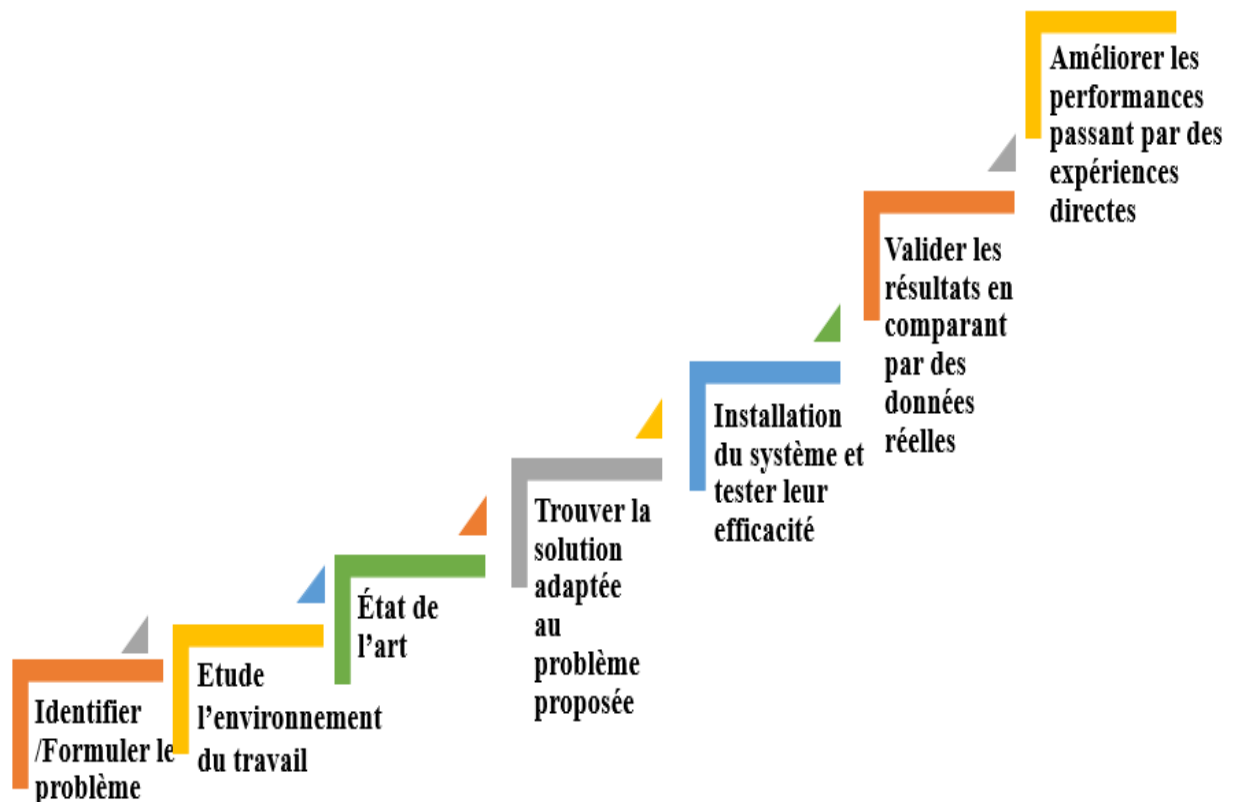 Identifier
/Formuler le
problème
Etude
l’environnement
du travail
État de
l’art
Trouver la
solution
adaptée
au
problème
proposée
Installation
du système et
tester leur
efficacité
Valider les
résultats en
comparant
par des
données
réelles
Améliorer les
performances
passant par des
expériences
directes